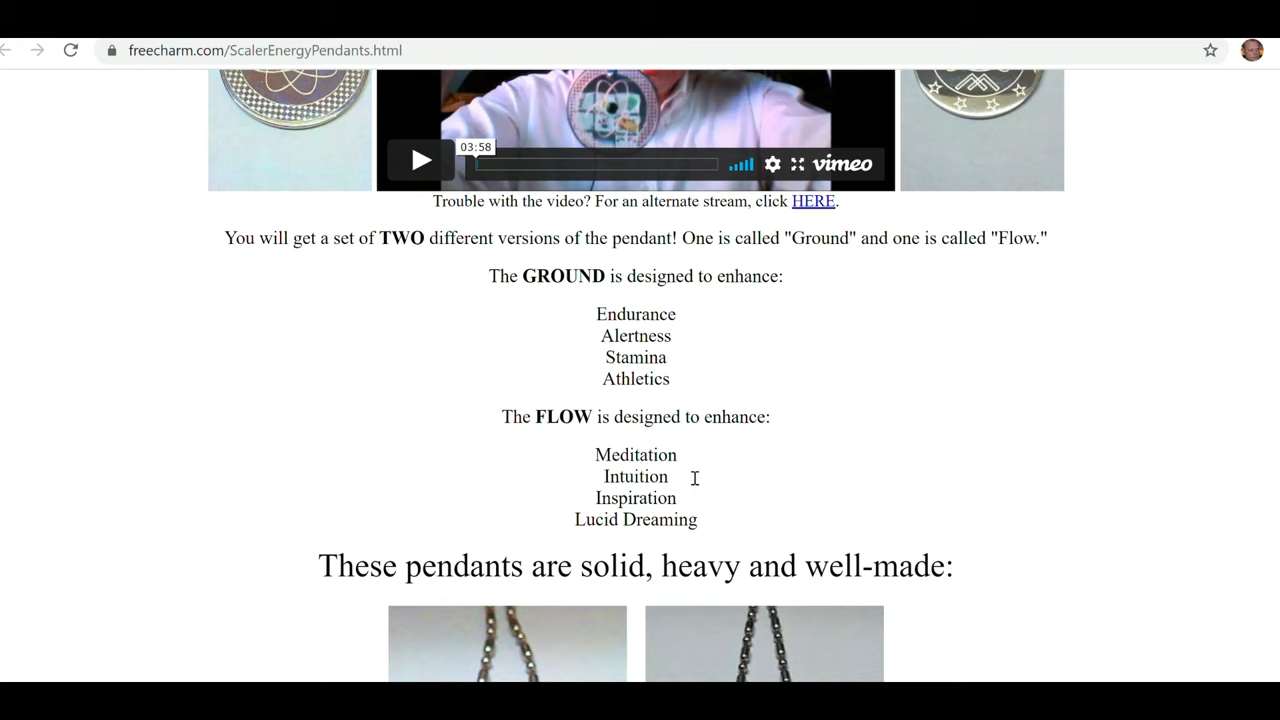 freecharm.com/ScalerEnergyPendants.html
03:58
vimeo
Trouble with the video? For an alternate stream, click HERE.
You will get a set of TWO different versions of the pendant! One is called "Ground" and one is called "Flow."
The GROUND is designed to enhance:
Endurance
Alertness
Stamina
Athletics
The FLOW is designed to enhance:
Meditation
Intuition
Inspiration
Lucid Dreaming
These pendants are solid, heavy and well-made: